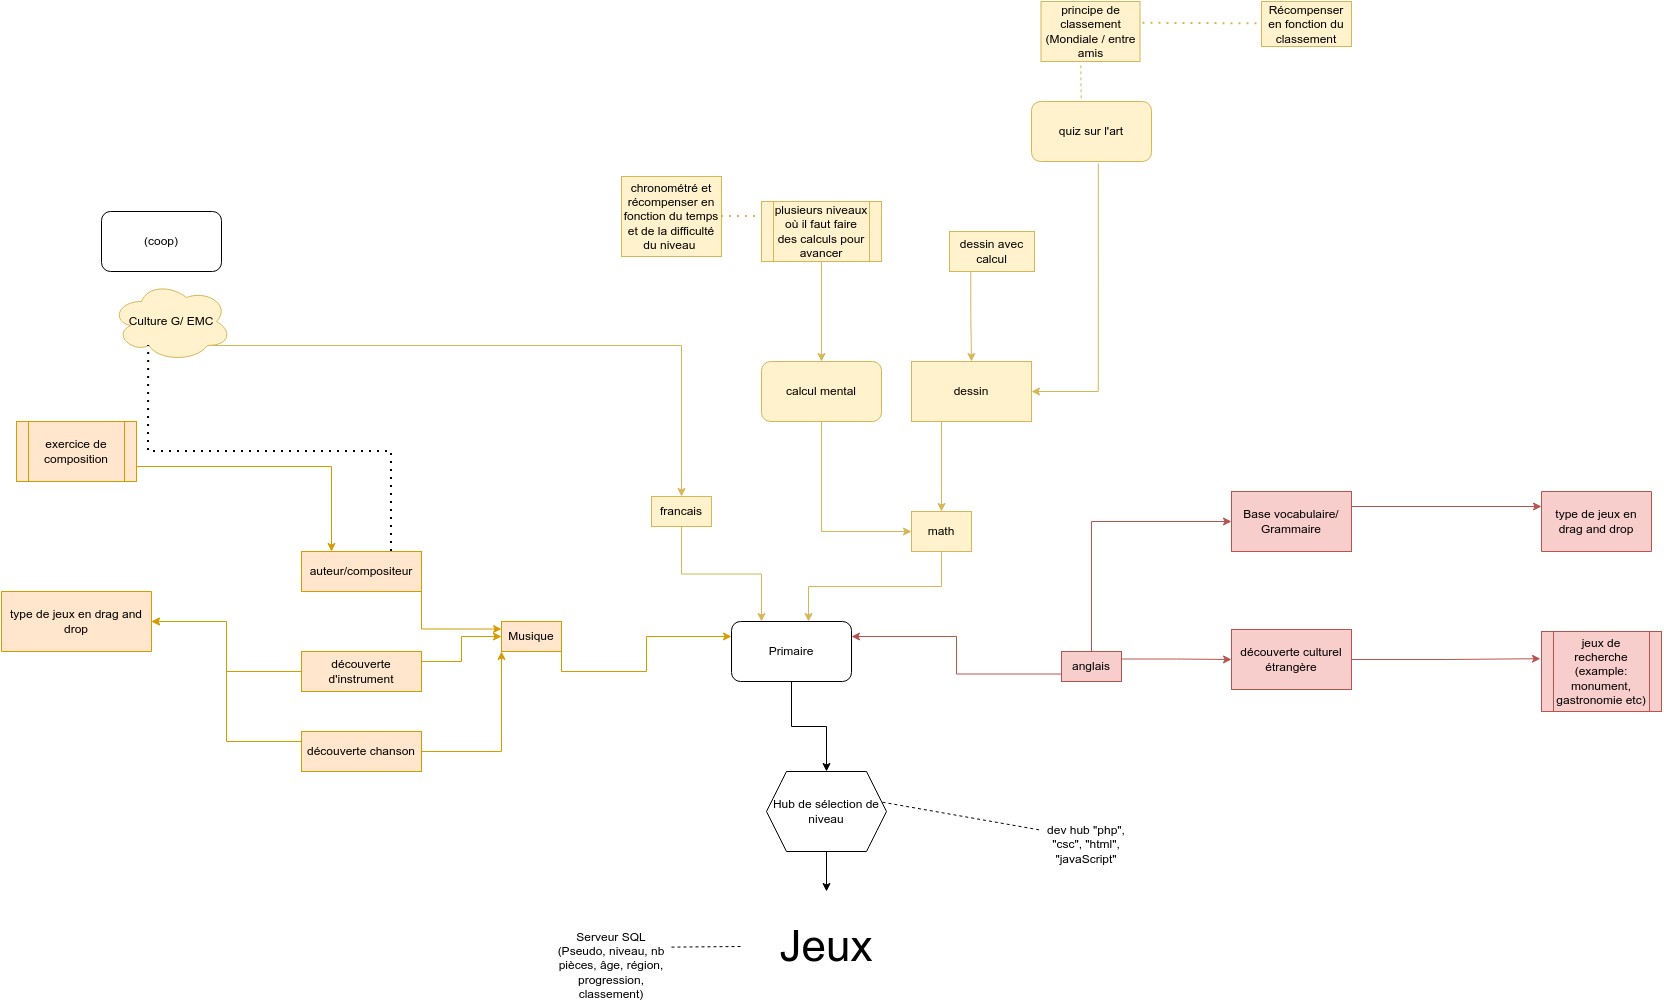 principe de
classement
(Mondiale / entre
amis
Récompenser
en fonction du
classement
quiz sur l'art
chronométré et
récompenser en
fonction du temps
et de la difficulté
du niveau
plusieurs niveaux
où il faut faire
des calculs pour
avancer
(coop)
dessin avec
calcul
Culture G/ EMC
calcul mental
dessin
exercice de
composition
francais
math
Base vocabulaire/
Grammaire
type de jeux en
drag and drop
auteur/compositeur
type de jeux en drag and
drop
Musique
découverte
d'instrument
Primaire
anglais
découverte culturel
étrangère
jeux de
recherche
(example:
monument,
gastronomie etc)
découverte chanson
Hub de sélection de
niveau
dev hub "php",
"csc", "html",
"javaScript"
Jeux
Serveur SQL
(Pseudo, niveau, nb
pièces, âge, région,
progression,
classement)